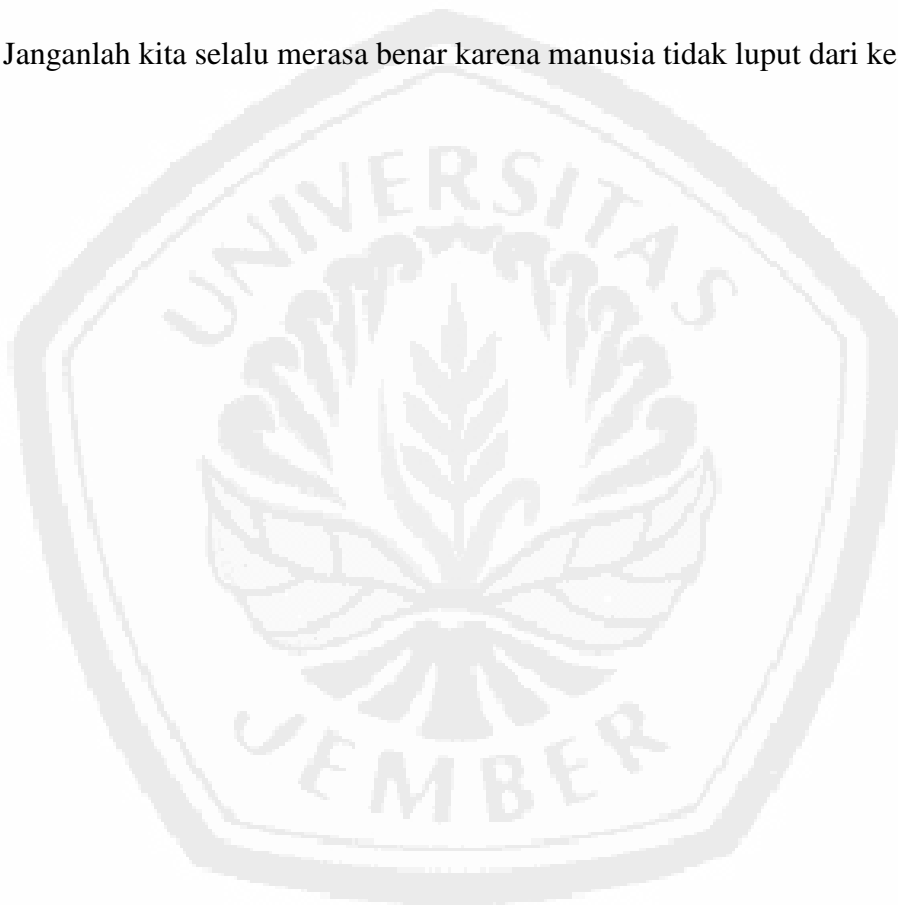 Janganlah kita selalu merasa benar karena manusia tidak luput dari ke
UNIVERSITAS
JEMBER